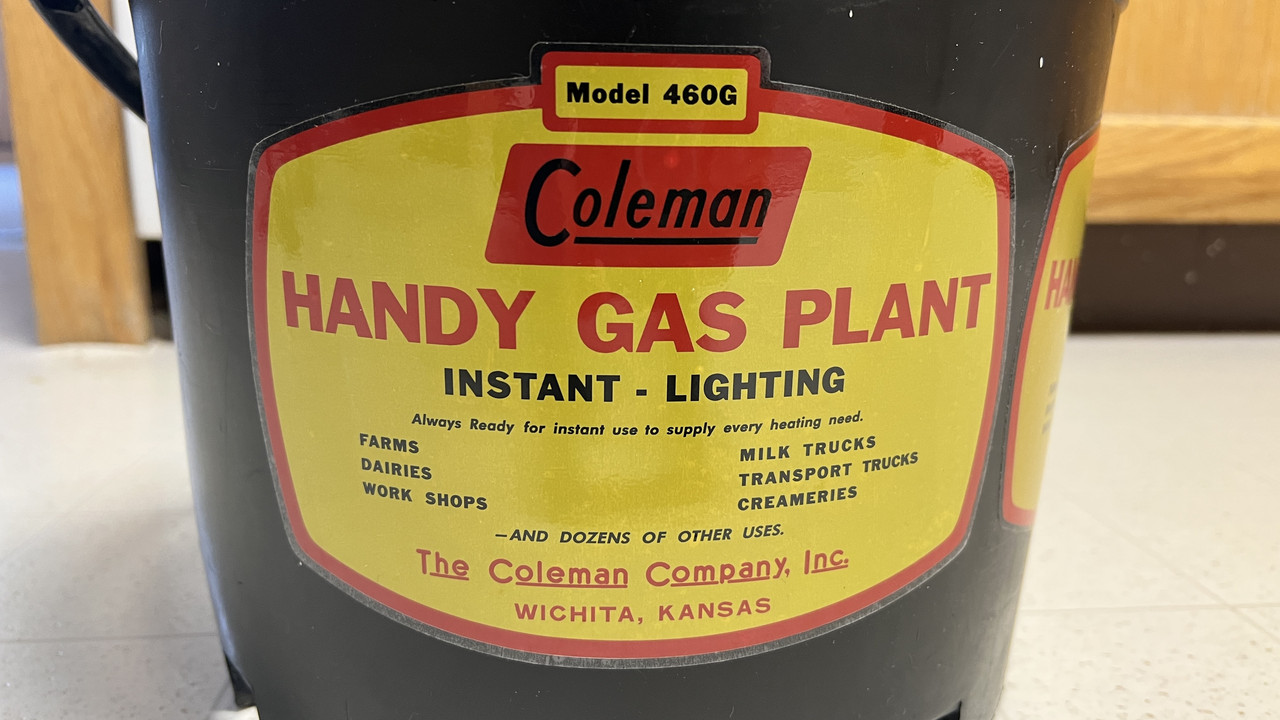 Model 460G
Coleman
HANDY GAS PLANT
INSTANT - LIGHTING
Always Ready for instant use to supply every heating need.
FARMS
DAIRIES
WORK SHOPS
MILK TRUCKS
TRANSPORT TRUCKS
CREAMERIES
—AND DOZENS OF OTHER USES.
The Coleman Company, Inc.
WICHITA, KANSAS
HA